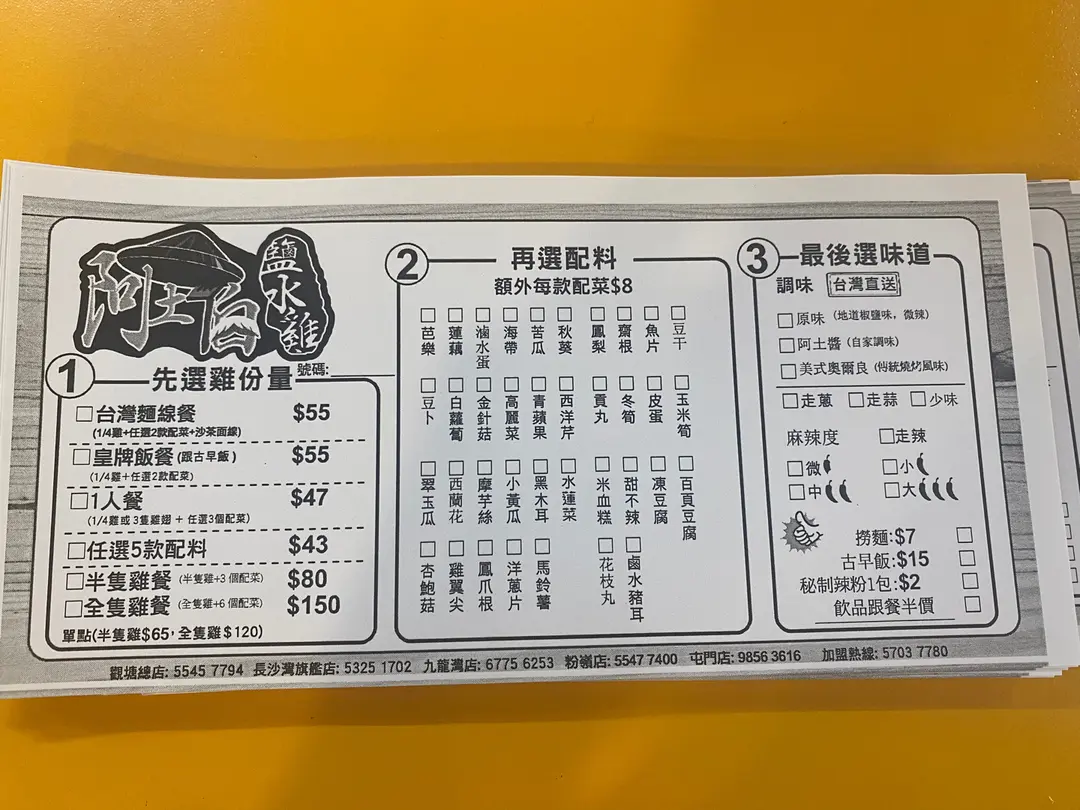 阿土伯
鹽水雞
號碼:
1 先選雞份量
台灣麵線餐 $55
(1/4雞+任選2款配菜+沙茶面線)
皇牌飯餐 (跟古早飯) $55
(1/4雞+任選2款配菜)
1人餐 $47
(1/4雞或 3隻雞翅 + 任選3個配菜)
任選5款配料 $43
半隻雞餐 (半隻雞+3 個配菜) $80
全隻雞餐 (全隻雞+6 個配菜) $150
單點(半隻雞$65, 全隻雞 $120)
2 再選配料
額外每款配菜$8
芭樂 蓮藕 滷水蛋 海帶 苦瓜 秋葵 鳳梨 齋根 魚片 豆干
豆卜 白蘿蔔 金針菇 高麗菜 青蘋果 西洋芹 貢丸 冬筍 皮蛋 玉米筍
翠玉瓜 西蘭花 摩芋絲 小黃瓜 黑木耳 水蓮菜 米血糕 甜不辣 凍豆腐 百頁豆腐
杏鮑菇 雞翼尖 鳳爪根 洋蔥片 馬鈴薯 花枝丸 鹵水豬耳
3 最後選味道
調味 台灣直送
原味 (地道椒鹽味, 微辣)
阿土醬 (自家調味)
美式奧爾良 (傳統燒烤風味)
走蔥 走蒜 少味
麻辣度 走辣
微 小
中 大
撈麵:$7
古早飯:$15
秘制辣粉1包:$2
飲品跟餐半價
觀塘總店: 5545 7794 長沙灣旗艦店: 5325 1702 九龍灣店: 6775 6253 粉嶺店: 5547 7400 屯門店: 9856 3616 加盟熱線: 5703 7780